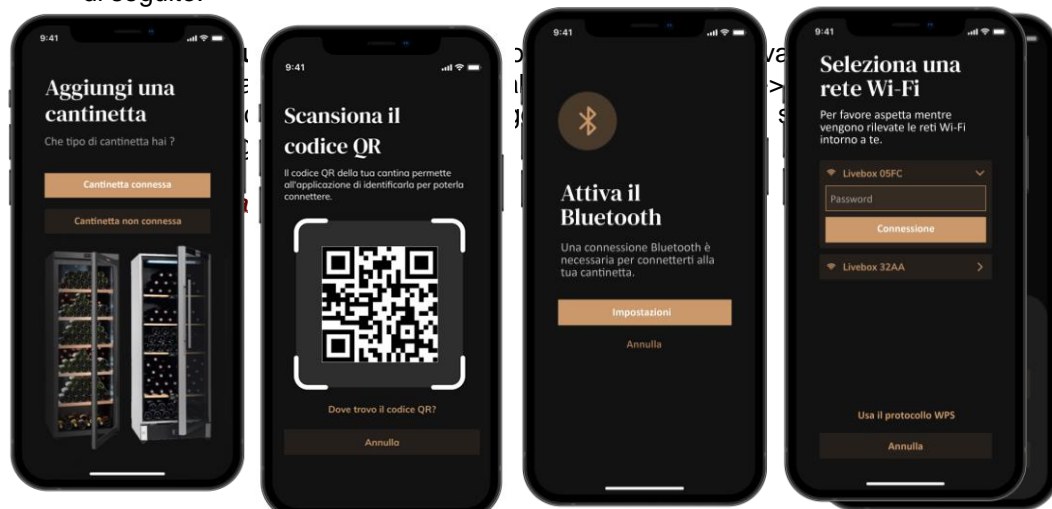 di seguito.
9:41
Aggiungi una
cantinetta
Che tipo di cantinetta hai ?
Cantinetta connessa
Cantinetta non connessa
9:41
Scansiona il
codice QR
Il codice QR della tua cantina permette
all'applicazione di identificarla per poterla
connettere.
Dove trovo il codice QR?
Annulla
9:41
Attiva il
Bluetooth
Una connessione Bluetooth è
necessaria per connetterti alla
tua cantinetta.
Impostazioni
Annulla
9:41
Seleziona una
rete Wi-Fi
Per favore aspetta mentre
vengono rilevate le reti Wi-Fi
intorno a te.
Livebox 05FC
Password
Connessione
Livebox 32AA
Usa il protocollo WPS
Annulla